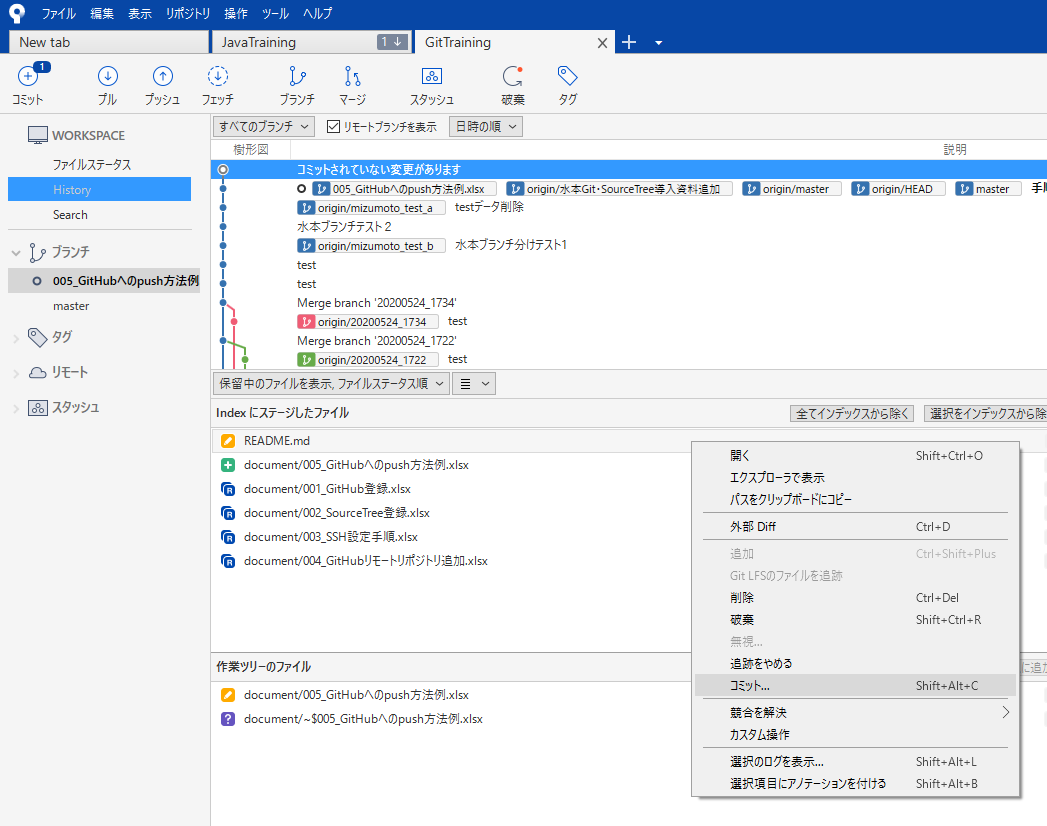 ファイル 編集 表示 リポジトリ 操作 ツール ヘルプ
New tab JavaTraining 1 GitTraining
1
コミット プル プッシュ フェッチ ブランチ マージ スタッシュ 破棄 タグ
WORKSPACE
ファイルステータス
History
Search
ブランチ
005_GitHubへのpush方法例
master
タグ
リモート
スタッシュ
すべてのブランチ リモートブランチを表示 日時の順
樹形図 説明
コミットされていない変更があります
005_GitHubへのpush方法例.xlsx origin/水本Git・SourceTree導入資料追加 origin/master origin/HEAD master 手順
origin/mizumoto_test_a testデータ削除
水本ブランチテスト２
origin/mizumoto_test_b 水本ブランチ分けテスト1
test
test
Merge branch '20200524_1734'
origin/20200524_1734 test
Merge branch '20200524_1722'
origin/20200524_1722 test
保留中のファイルを表示, ファイルステータス順
Index にステージしたファイル 全てインデックスから除く 選択をインデックスから除
README.md
document/005_GitHubへのpush方法例.xlsx
document/001_GitHub登録.xlsx
document/002_SourceTree登録.xlsx
document/003_SSH設定手順.xlsx
document/004_GitHubリモートリポジトリ追加.xlsx
作業ツリーのファイル に追加
document/005_GitHubへのpush方法例.xlsx
document/~$005_GitHubへのpush方法例.xlsx
開く Shift+Ctrl+O
エクスプローラで表示
パスをクリップボードにコピー
外部 Diff Ctrl+D
追加 Ctrl+Shift+Plus
Git LFSのファイルを追跡
削除 Ctrl+Del
破棄 Shift+Ctrl+R
無視...
追跡をやめる
コミット... Shift+Alt+C
競合を解決
カスタム操作
選択のログを表示... Shift+Alt+L
選択項目にアノテーションを付ける Shift+Alt+B